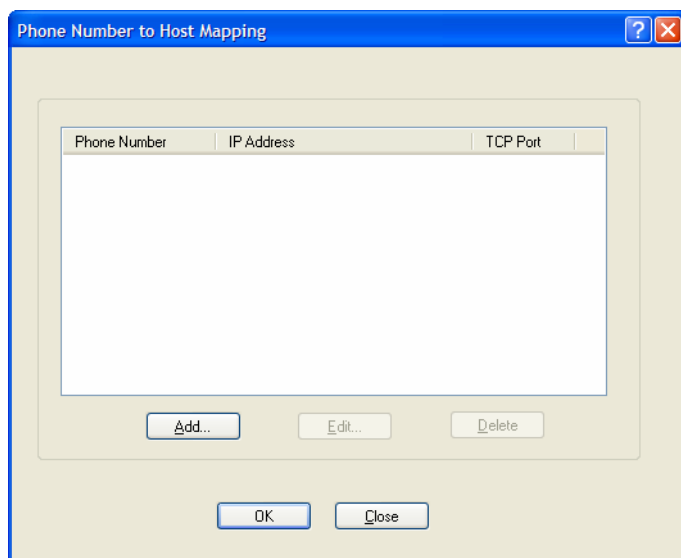 Phone Number to Host Mapping
Phone Number IP Address TCP Port
Add... Edit... Delete
OK Close